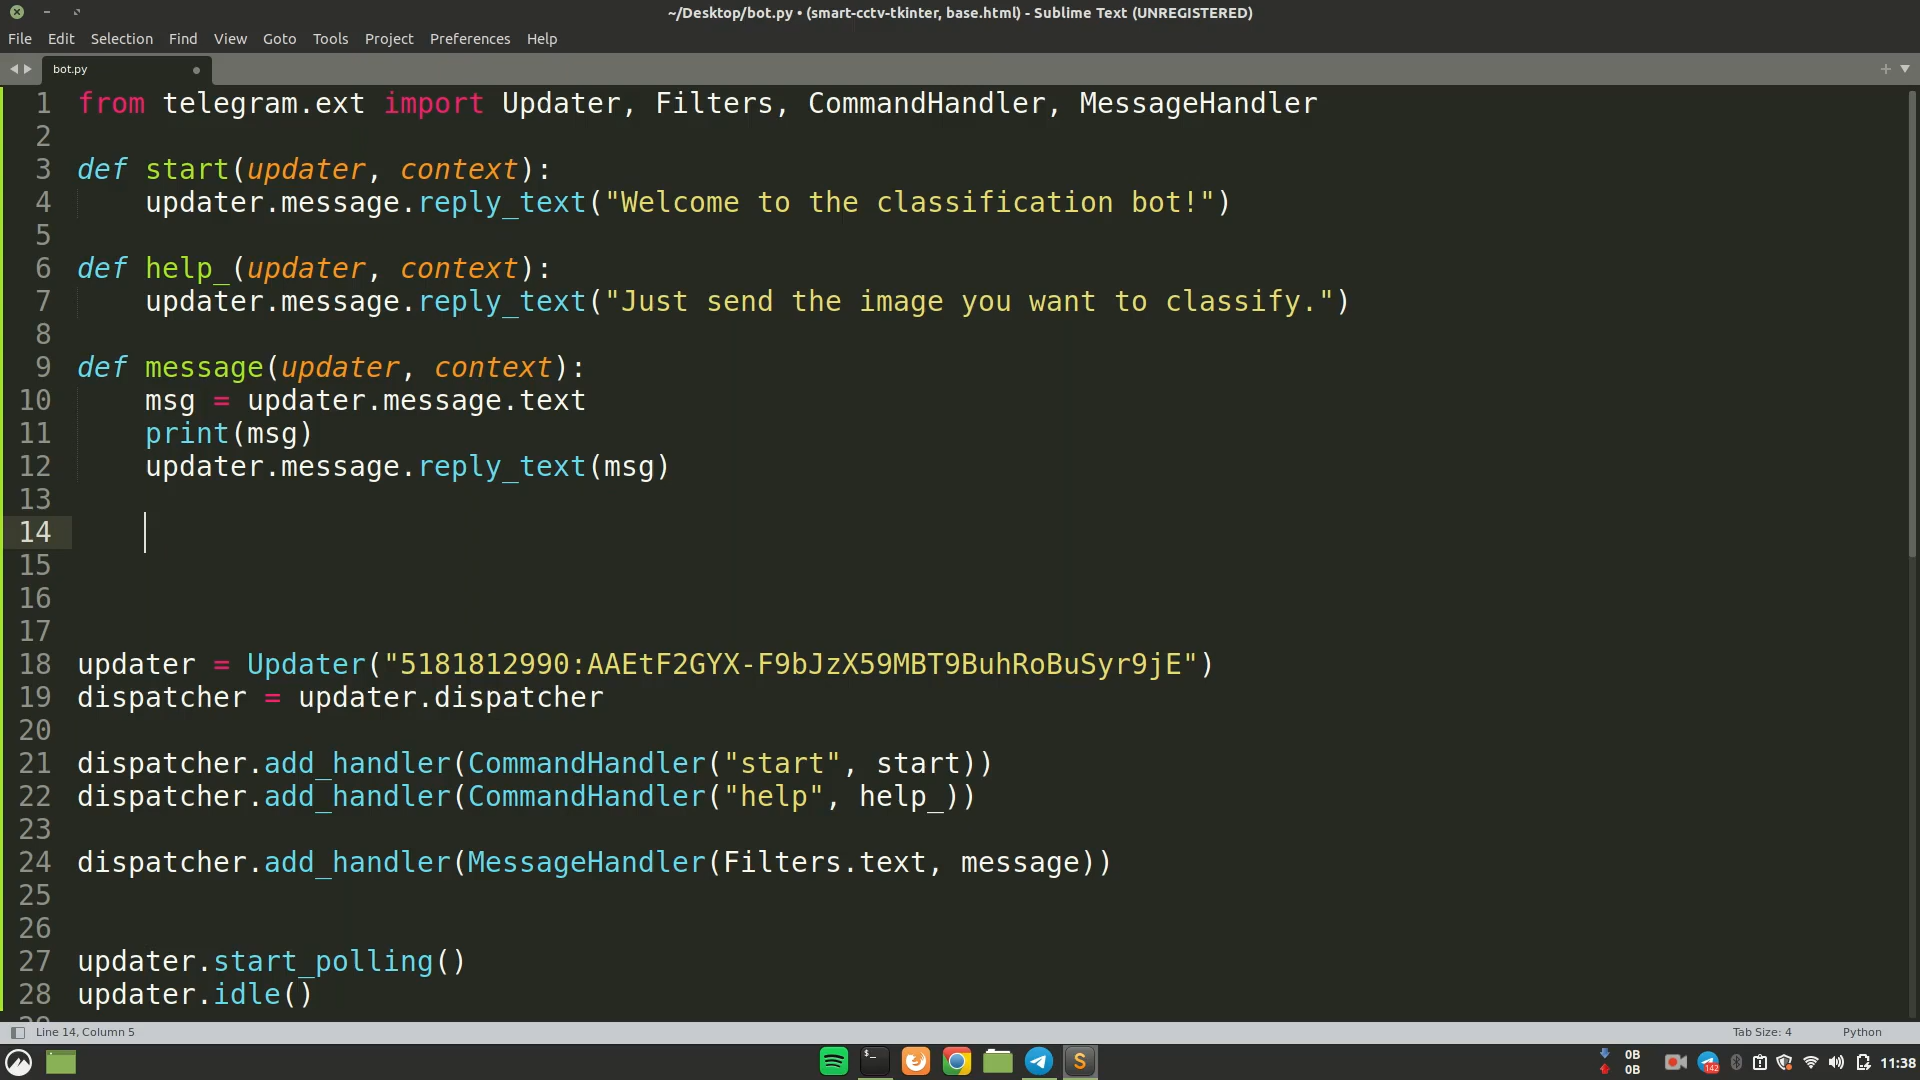 ~/Desktop/bot.py • (smart-cctv-tkinter, base.html) - Sublime Text (UNREGISTERED)
File Edit Selection Find View Goto Tools Project Preferences Help
bot.py
1 from telegram.ext import Updater, Filters, CommandHandler, MessageHandler
2
3 def start(updater, context):
4     updater.message.reply_text("Welcome to the classification bot!")
5
6 def help_(updater, context):
7     updater.message.reply_text("Just send the image you want to classify.")
8
9 def message(updater, context):
10     msg = updater.message.text
11     print(msg)
12     updater.message.reply_text(msg)
13
14
15
16
17
18 updater = Updater("5181812990:AAEtF2GYX-F9bJzX59MBT9BuhRoBuSyr9jE")
19 dispatcher = updater.dispatcher
20
21 dispatcher.add_handler(CommandHandler("start", start))
22 dispatcher.add_handler(CommandHandler("help", help_))
23
24 dispatcher.add_handler(MessageHandler(Filters.text, message))
25
26
27 updater.start_polling()
28 updater.idle()
Line 14, Column 5 Tab Size: 4 Python
0B
0B
142
11:38